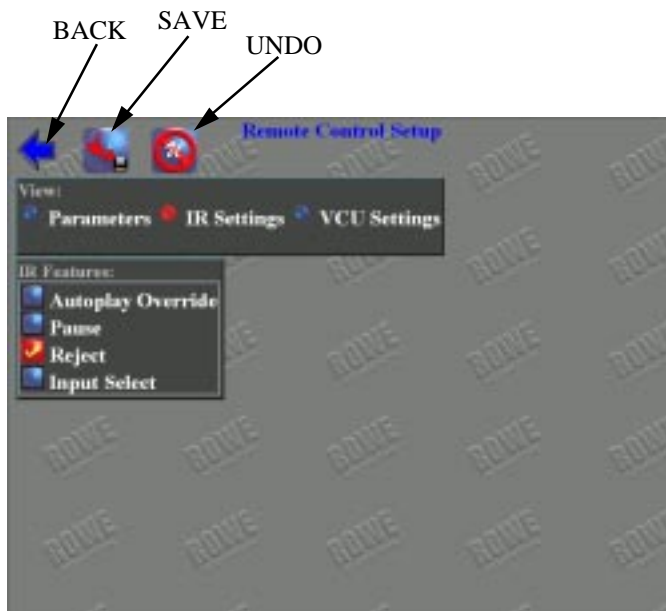 BACK
SAVE
UNDO
Remote Control Setup
View:
Parameters IR Settings VCU Settings
IR Features:
Autoplay Override
Pause
Reject
Input Select
ROWE